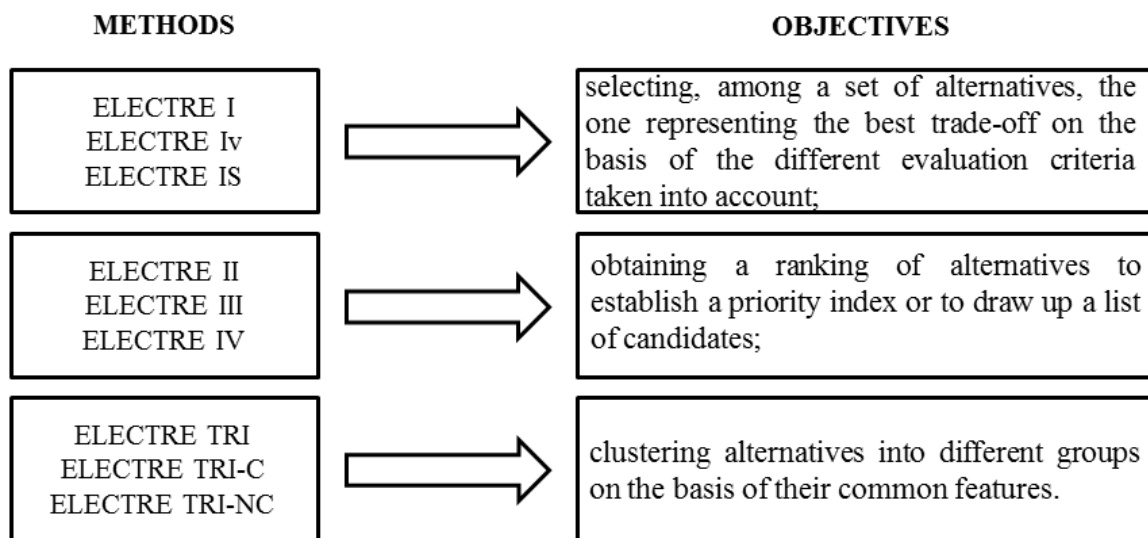 METHODS
OBJECTIVES
ELECTRE I
ELECTRE Iv
ELECTRE IS
selecting, among a set of alternatives, the
one representing the best trade-off on the
basis of the different evaluation criteria
taken into account;
ELECTRE II
ELECTRE III
ELECTRE IV
obtaining a ranking of alternatives to
establish a priority index or to draw up a list
of candidates;
ELECTRE TRI
ELECTRE TRI-C
ELECTRE TRI-NC
clustering alternatives into different groups
on the basis of their common features.